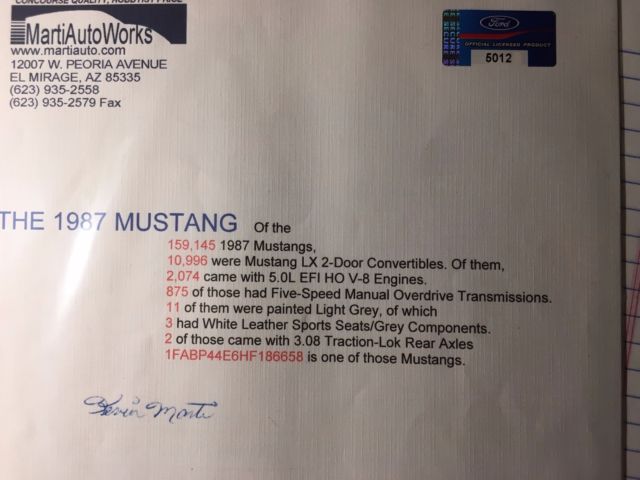 CONCOURSE QUALITY, HOBBYIST PRICE
MartiAutoWorks
www.martiauto.com
12007 W. PEORIA AVENUE
EL MIRAGE, AZ 85335
(623) 935-2558
(623) 935-2579 Fax
Ford
OFFICIAL LICENSED PRODUCT
5012
THE 1987 MUSTANG Of the
159,145 1987 Mustangs,
10,996 were Mustang LX 2-Door Convertibles. Of them,
2,074 came with 5.0L EFI HO V-8 Engines.
875 of those had Five-Speed Manual Overdrive Transmissions.
11 of them were painted Light Grey, of which
3 had White Leather Sports Seats/Grey Components.
2 of those came with 3.08 Traction-Lok Rear Axles
1FABP44E6HF186658 is one of those Mustangs.
Kevin Marti